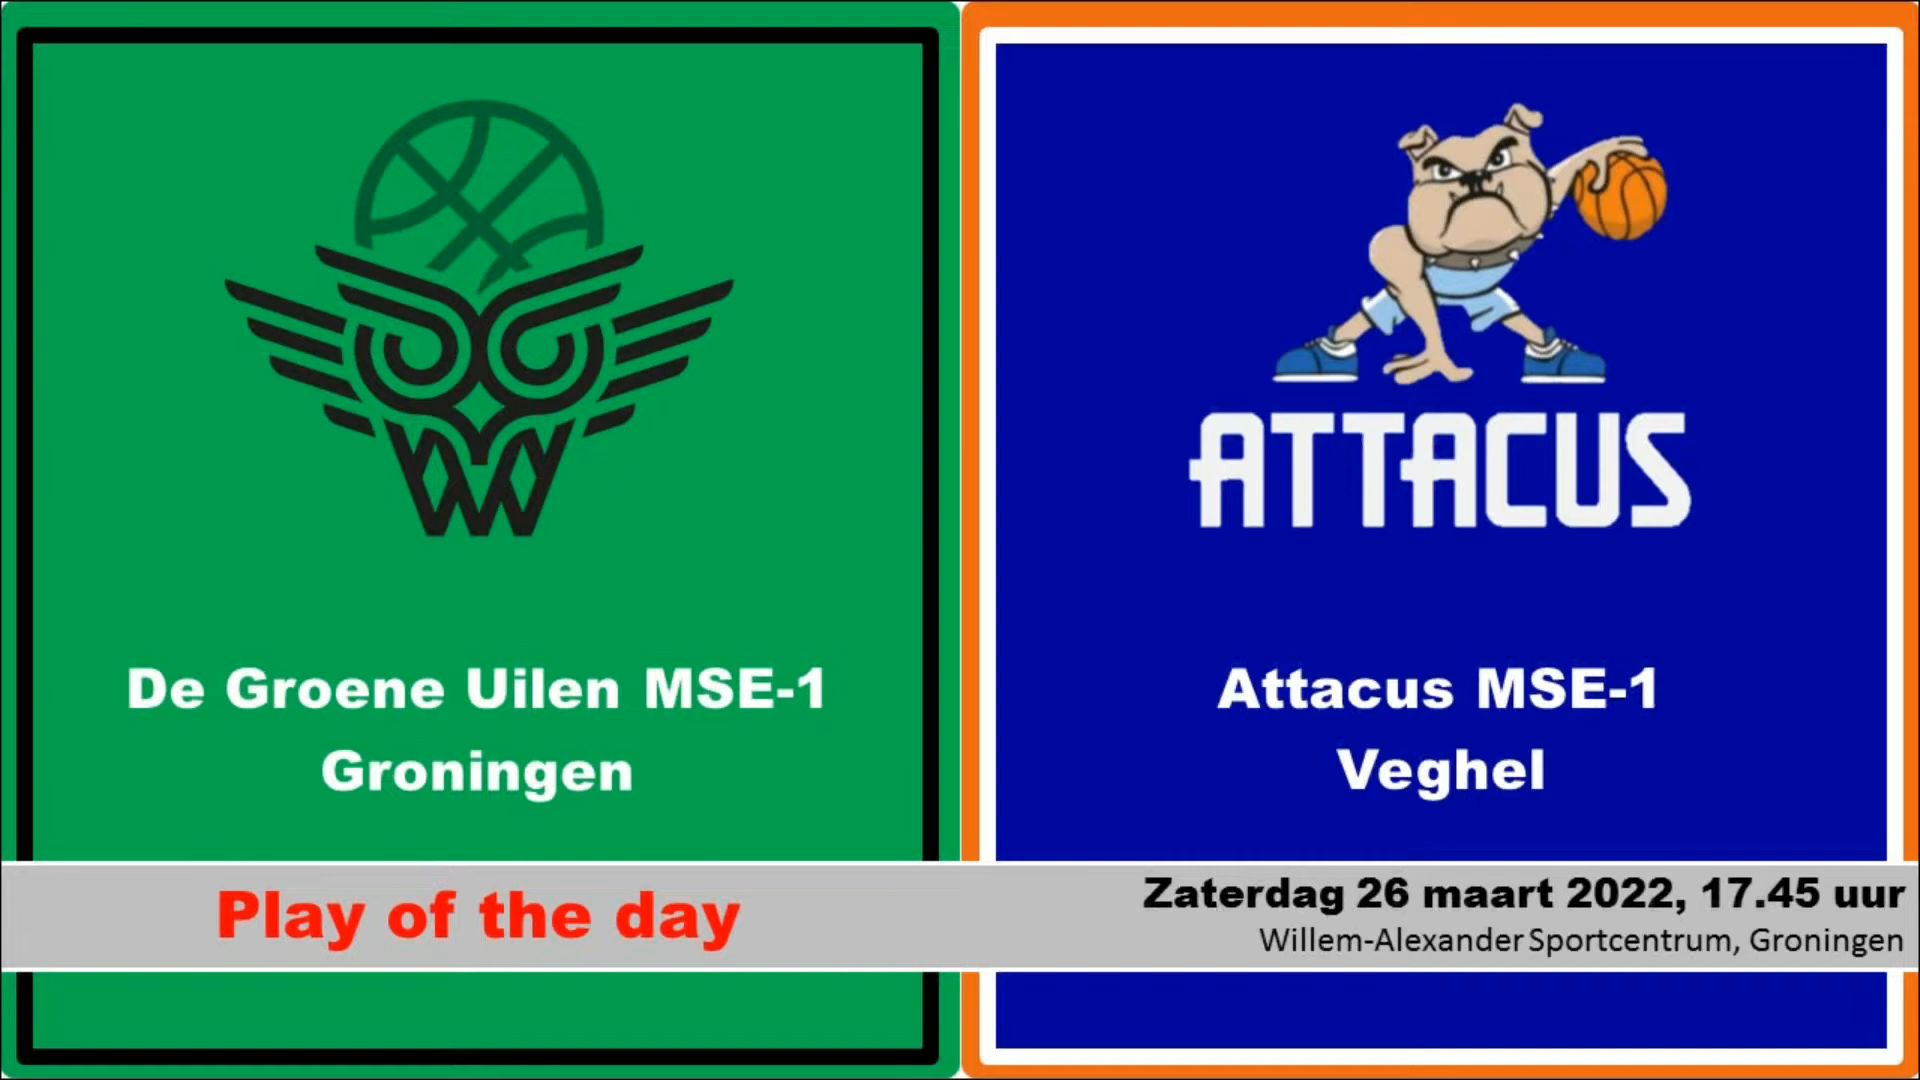 ATTACUS
De Groene Uilen MSE-1
Groningen
Attacus MSE-1
Veghel
Play of the day
Zaterdag 26 maart 2022, 17.45 uur
Willem-Alexander Sportcentrum, Groningen